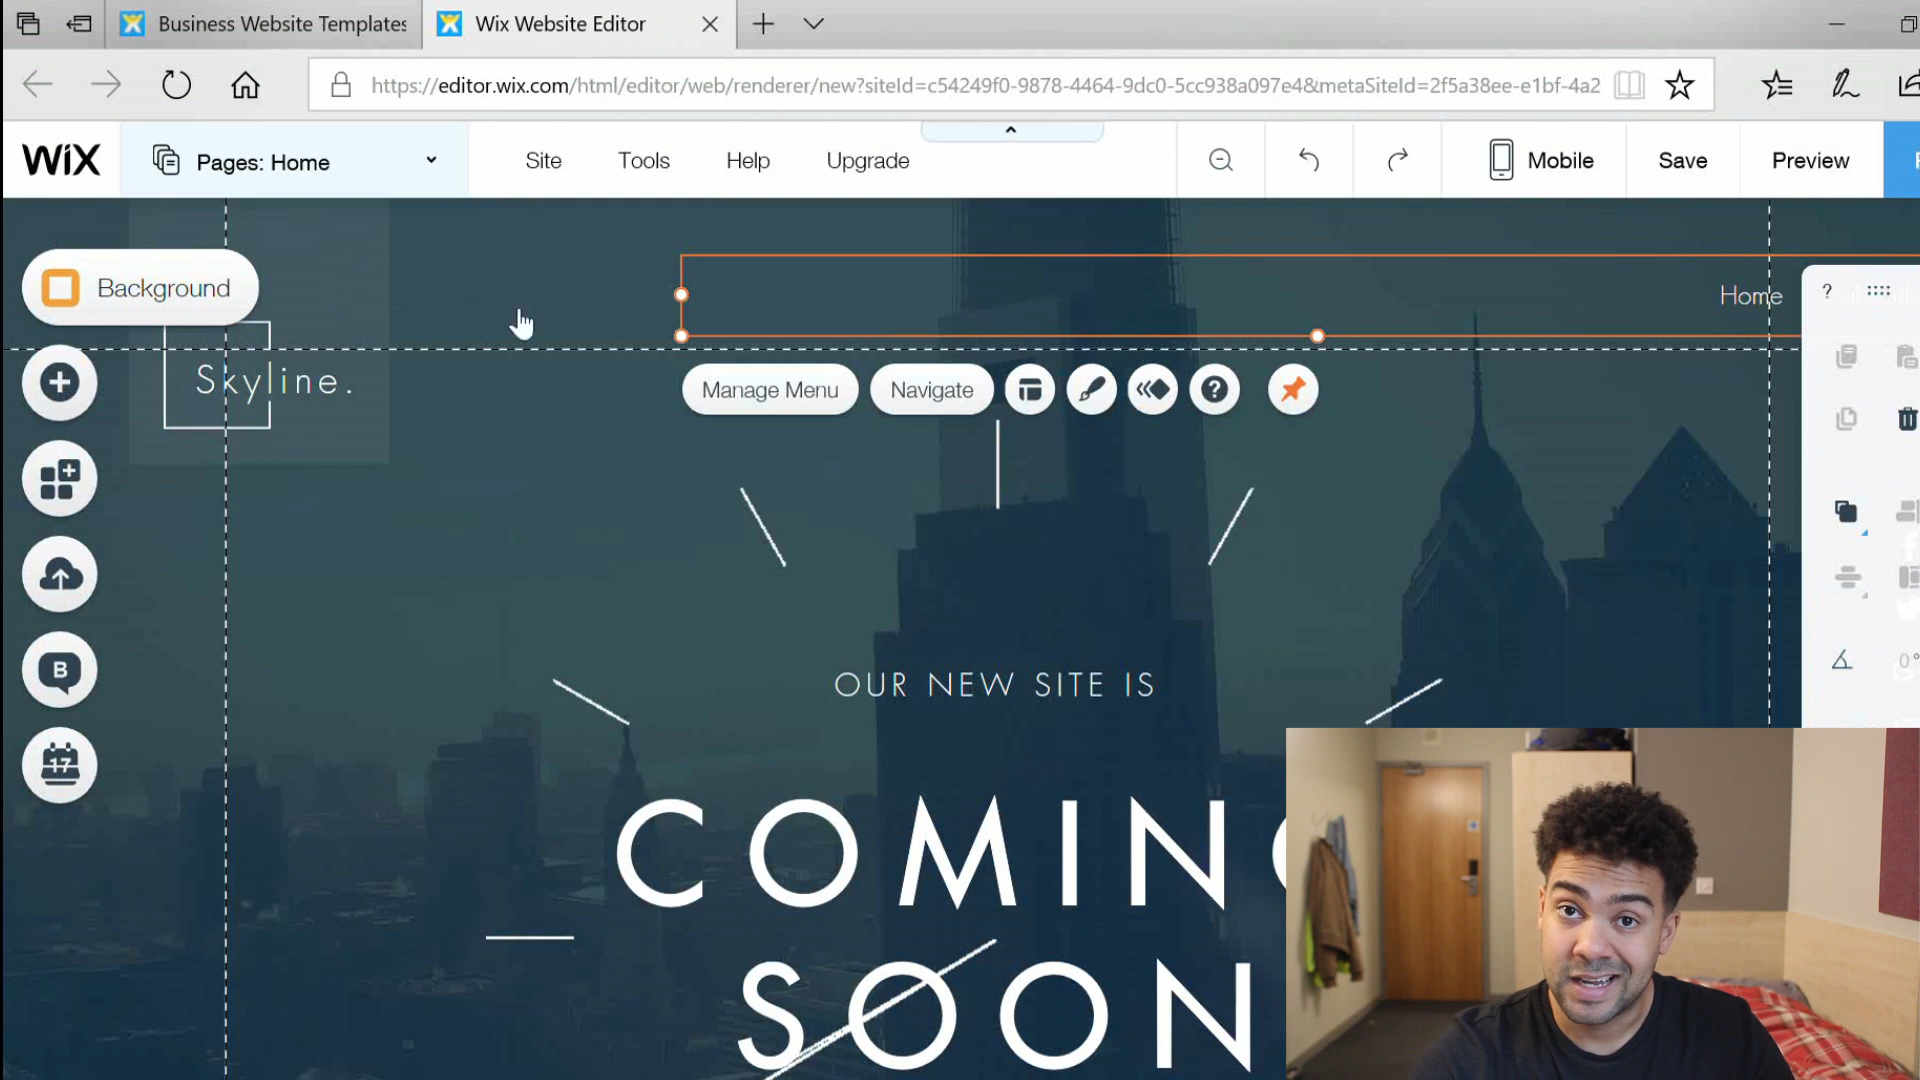 Business Website Templates
Wix Website Editor
https://editor.wix.com/html/editor/web/renderer/new?siteId=c54249f0-9878-4464-9dc0-5cc938a097e4&metaSiteId=2f5a38ee-e1bf-4a2
WiX
Pages: Home
Site
Tools
Help
Upgrade
Mobile
Save
Preview
Background
Home
?
Skyline.
Manage Menu
Navigate
?
B
17
OUR NEW SITE IS
COMING
SOON